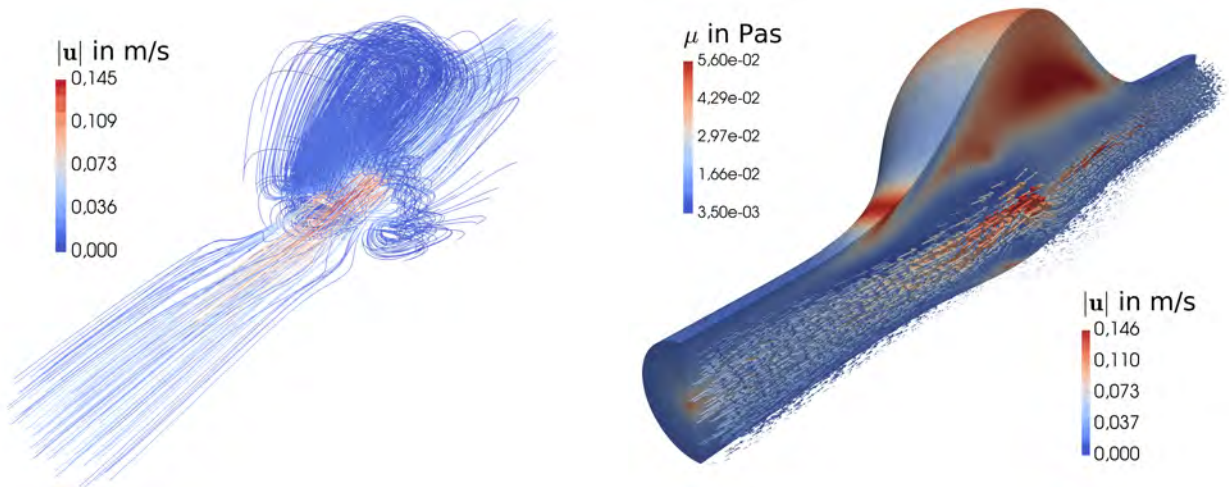 |u| in m/s
0,145
0,109
0,073
0,036
0,000
μ in Pas
5,60e-02
4,29e-02
2,97e-02
1,66e-02
3,50e-03
|u| in m/s
0,146
0,110
0,073
0,037
0,000